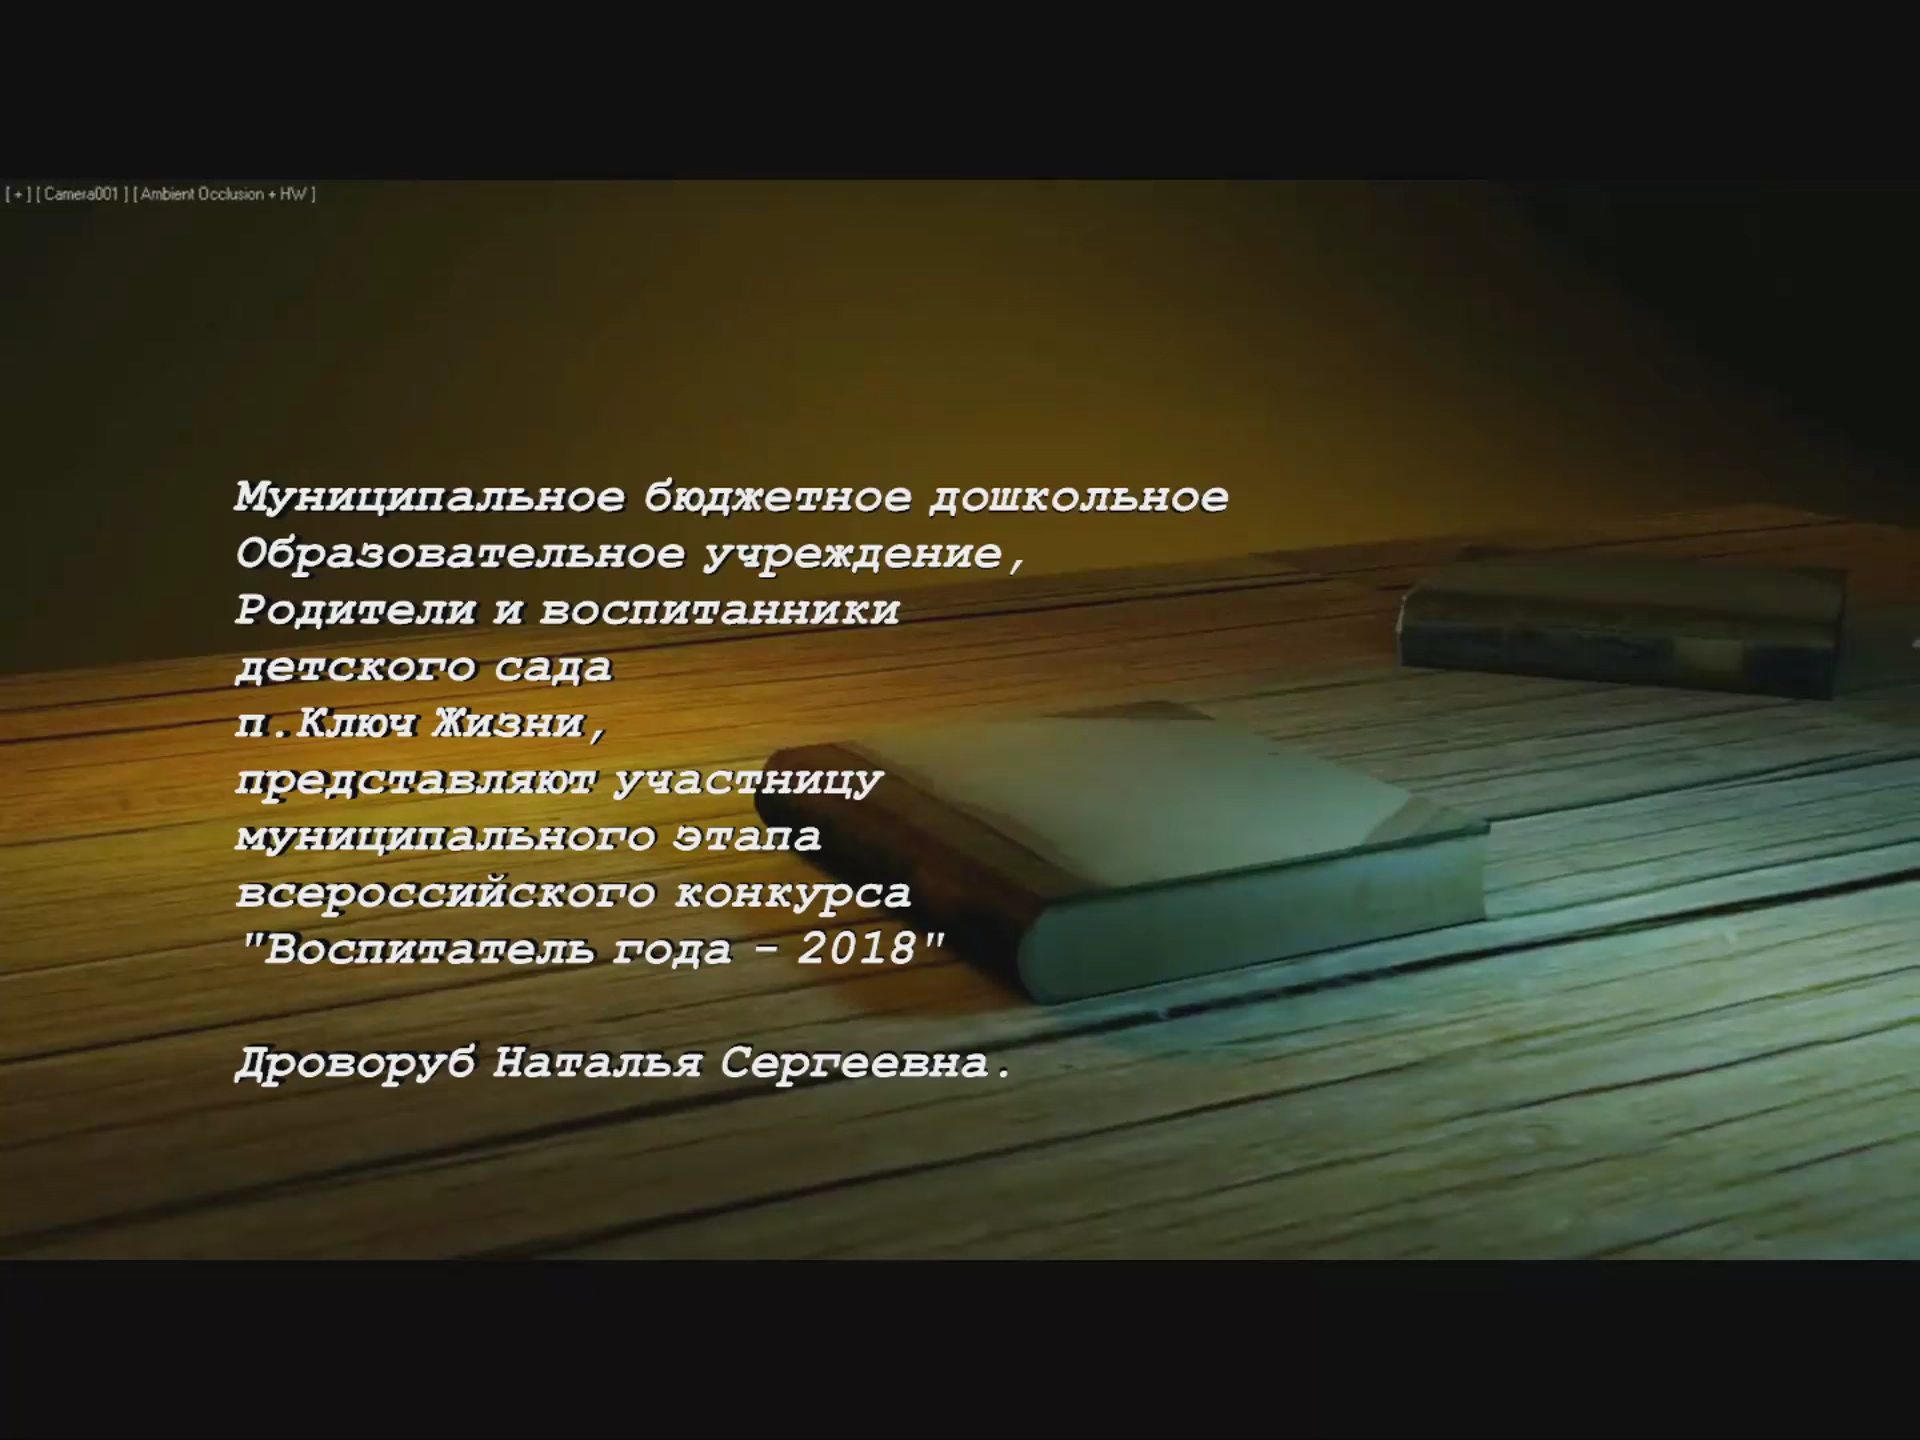 [ + ] [ Camera001 ] [ Ambient Occlusion + HW ]
Муниципальное бюджетное дошкольное
Образовательное учреждение,
Родители и воспитанники
детского сада
п.Ключ Жизни,
представляют участницу
муниципального этапа
всероссийского конкурса
"Воспитатель года - 2018"
Дроворуб Наталья Сергеевна.